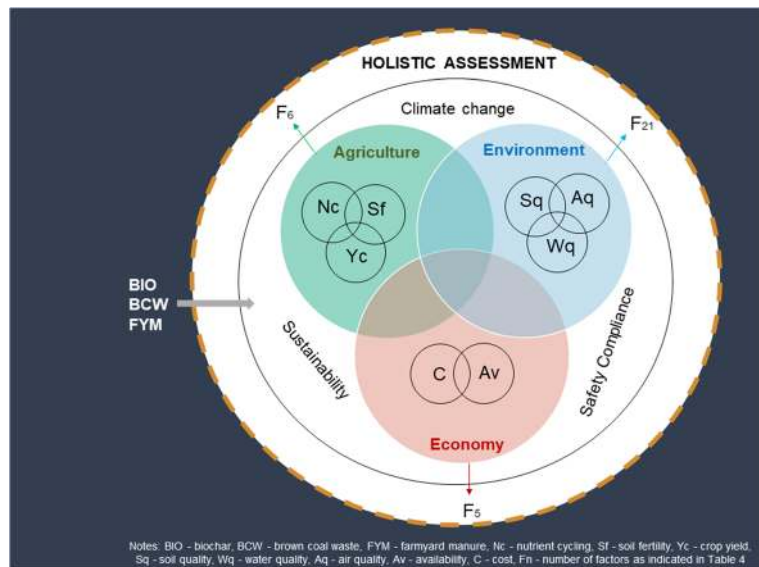 HOLISTIC ASSESSMENT
Climate change
F6
F21
Agriculture
Environment
Nc
Sf
Yc
Sq
Aq
Wq
BIO
BCW
FYM
Sustainability
Safety Compliance
C
Av
Economy
F5
Notes: BIO - biochar, BCW - brown coal waste, FYM - farmyard manure, Nc - nutrient cycling, Sf - soil fertility, Yc - crop yield,
Sq - soil quality, Wq - water quality, Aq - air quality, Av - availability, C - cost, Fn - number of factors as indicated in Table 4